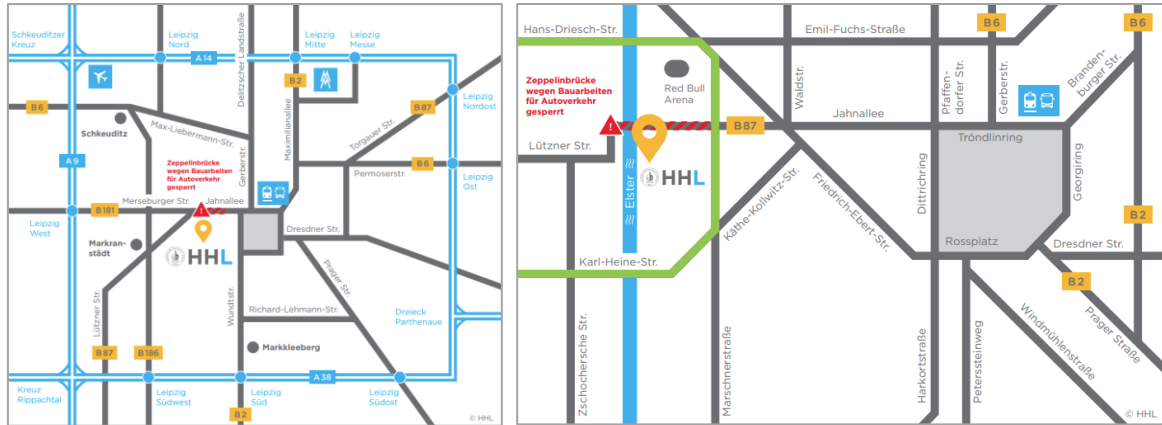 Schkeuditzer
Kreuz
Leipzig
Nord
Delitzscher Landstraße
Leipzig
Mitte
Leipzig
Messe
A14
B2
B6
Schkeuditz
Max-Liebermann-Str.
Gerberstr.
Maximilianallee
Torgauer Str.
B87
Leipzig
Nordost
A9
Zeppelinbrücke
wegen Bauarbeiten
für Autoverkehr
gesperrt
B6
Permoserstr.
Leipzig
Ost
Merseburger Str.
Jahnallee
B181
Leipzig
West
Markran-
städt
HHL
Dresdner Str.
Prager Str.
Lützner Str.
Wundtstr.
Richard-Lehmann-Str.
Dreieck
Parthenaue
Markkleeberg
B87
B186
A38
Kreuz
Rippachtal
Leipzig
Südwest
Leipzig
Süd
Leipzig
Südost
B2
© HHL
Hans-Driesch-Str.
Emil-Fuchs-Straße
B6
B6
Zeppelinbrücke
wegen Bauarbeiten
für Autoverkehr
gesperrt
Red Bull
Arena
Waldstr.
Pfaffen-
dorfer Str.
Gerberstr.
Branden-
burger Str.
B87
Jahnallee
Lützner Str.
Tröndlinring
HHL
Elster
Käthe-Kollwitz-Str.
Friedrich-Ebert-Str.
Dittrichring
Georgiring
B2
Karl-Heine-Str.
Rossplatz
Dresdner Str.
B2
Zschochersche Str.
Marschnerstraße
Harkortstraße
Peterssteinweg
Windmühlenstraße
Prager Straße
© HHL